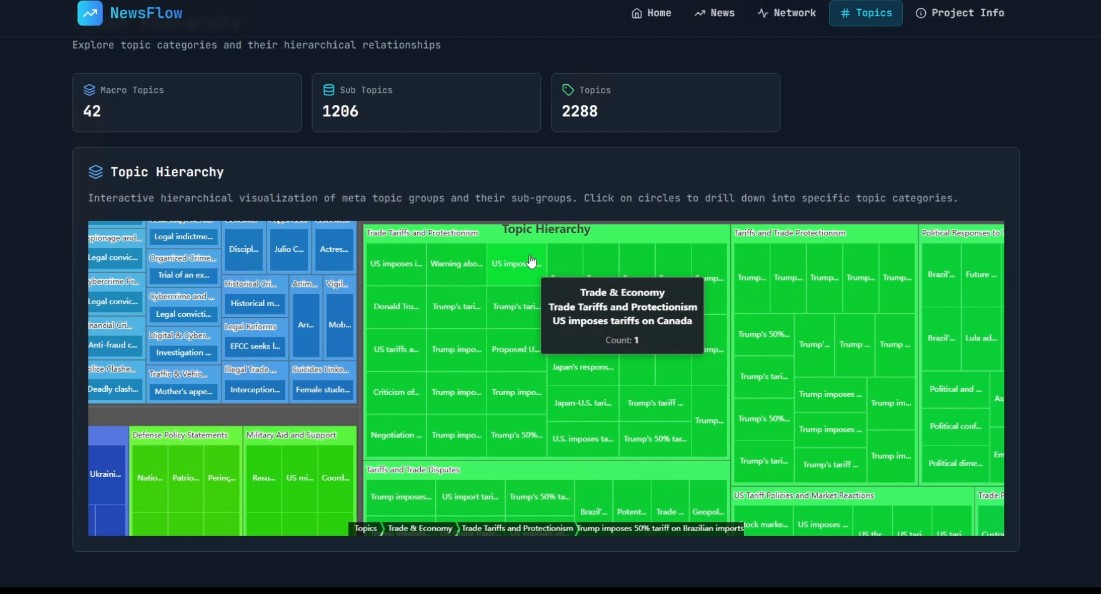 NewsFlow
Home
News
Network
# Topics
Project Info
Explore topic categories and their hierarchical relationships
Macro Topics
42
Sub Topics
1206
Topics
2288
Topic Hierarchy
Interactive hierarchical visualization of meta topic groups and their sub-groups. Click on circles to drill down into specific topic categories.
Topic Hierarchy
Legal indictme...
Legal convic...
Organized Crime...
Trial of an ex...
Legal convict...
Cybercrime and...
Legal convicti...
Anti-fraud c...
Digital & Cyber...
Investigation ...
Deadly clash...
Traffic & Vehic...
Mother's appe...
Discipl...
Julio C...
Actres...
Historical Cri...
Historical m...
Legal Reforms
EFCC seeks l...
Illegal Trade ...
Interception...
Anim...
Vigil...
Arr...
Mob...
Suicides Linke...
Female stude...
Ukraini...
Defense Policy Statements
Natio...
Patrio...
Perinç...
Military Aid and Support
Resu...
US mi...
Coord...
Trade Tariffs and Protectionism
US imposes i...
Warning abo...
US impos...
Donald Tru...
Trump's tari...
Trump's tari...
US tariffs a...
Trump impo...
Proposed U...
Japan's respons...
Criticism of...
Trump impo...
Trump impo...
Japan-U.S. tari...
Trump's tariff ...
Trump...
Negotiation ...
Trump impo...
Trump's 50%...
U.S. imposes ta...
Trump's 50% tar...
Trade & Economy
Trade Tariffs and Protectionism
US imposes tariffs on Canada
Count: 1
Tariffs and Trade Disputes
Trump imposes...
US import tari...
Trump's 50% ta...
Brazil'...
Potent...
Trade ...
Geopol...
Tariffs and Trade Protectionism
Trump...
Trump...
Trump...
Trump...
Trump...
Trump's 50%...
Trump'...
Trump ...
Trump ...
Trump's tari...
Trump imposes ...
Trump im...
Trump's 50%...
Trump imposes ...
Trump's tari...
Trump's tariff ...
Trump im...
US Tariff Policies and Market Reactions
US imposes ...
US thr...
US tari...
US tari...
Political Responses to
Brazil'...
Future ...
Brazil'...
Lula ad...
Political and ...
Political conf...
Political dime...
Topics
Trade & Economy
Trade Tariffs and Protectionism
Trump imposes 50% tariff on Brazilian imports